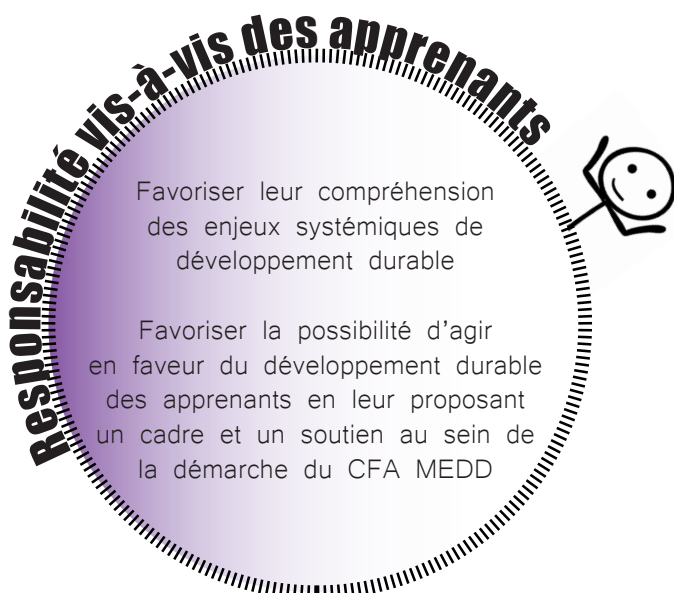 Responsabilité vis-à-vis des apprenants
Favoriser leur compréhension
des enjeux systémiques de
développement durable
Favoriser la possibilité d'agir
en faveur du développement durable
des apprenants en leur proposant
un cadre et un soutien au sein de
la démarche du CFA MEDD